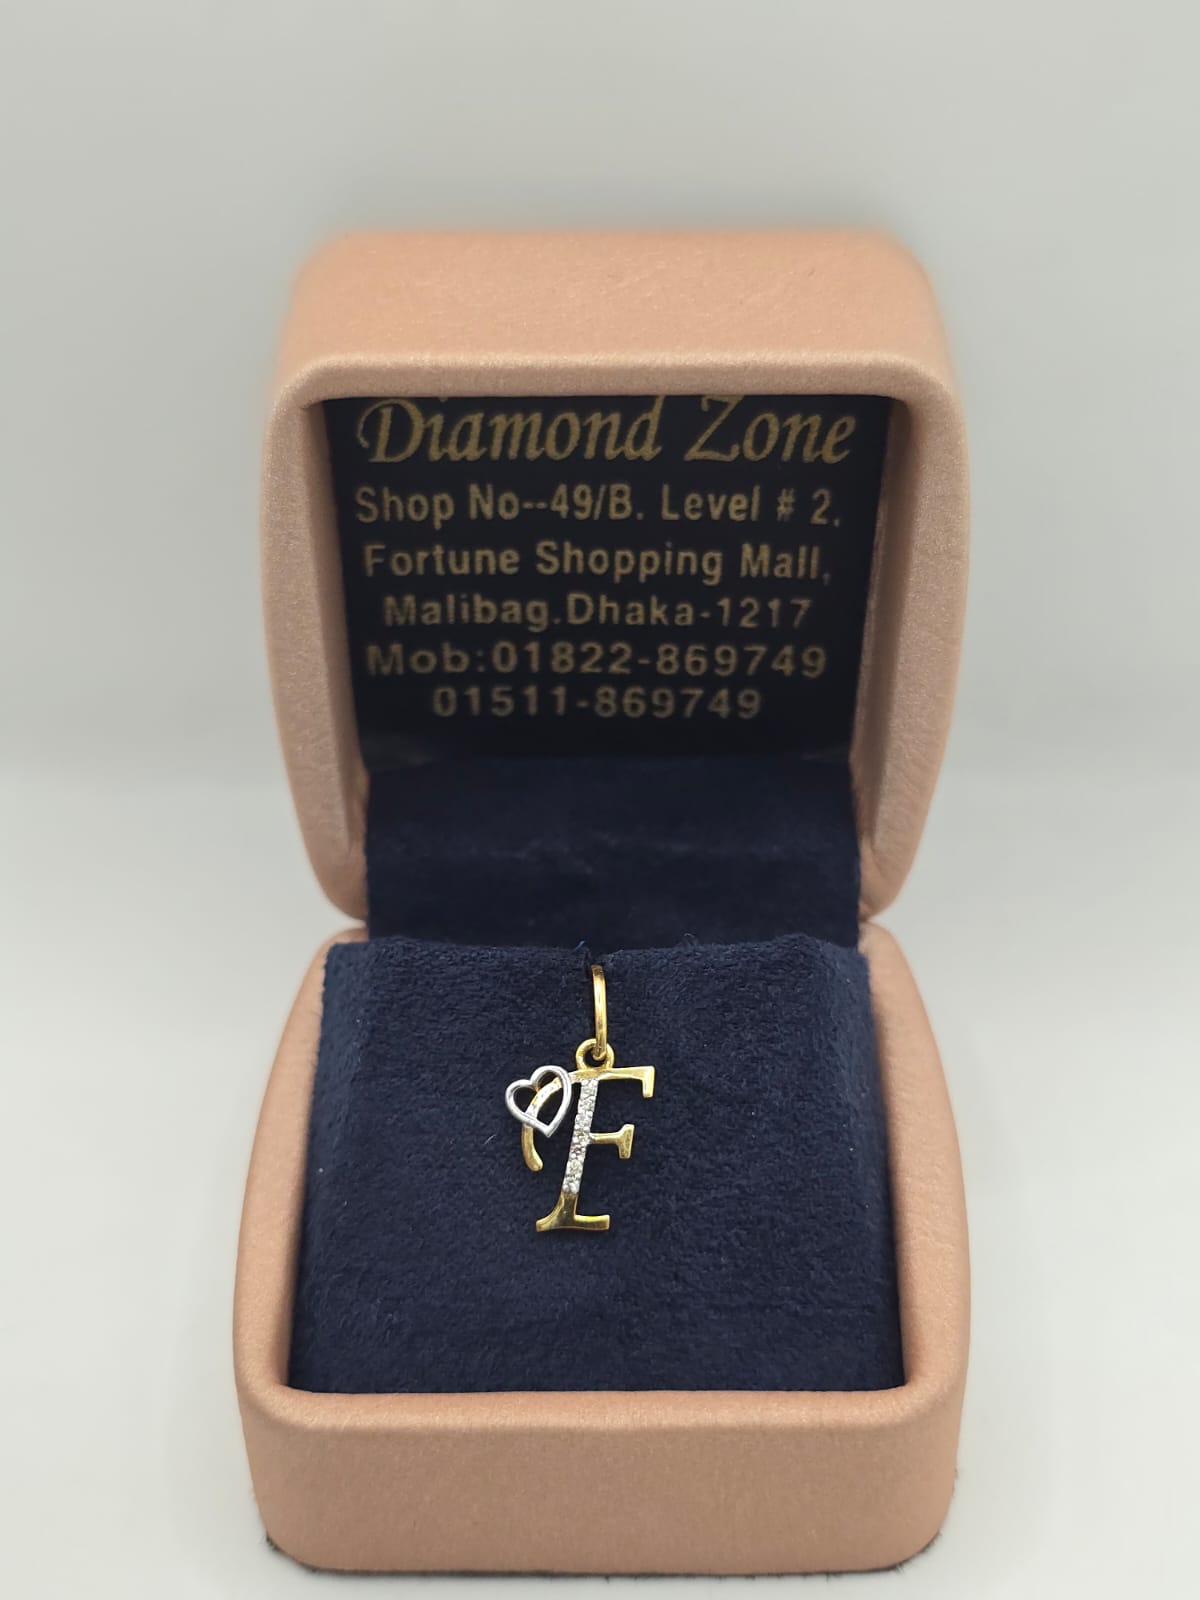 Diamond Zone
Shop No--49/B. Level # 2,
Fortune Shopping Mall,
Malibag.Dhaka-1217
Mob:01822-869749
01511-869749
F